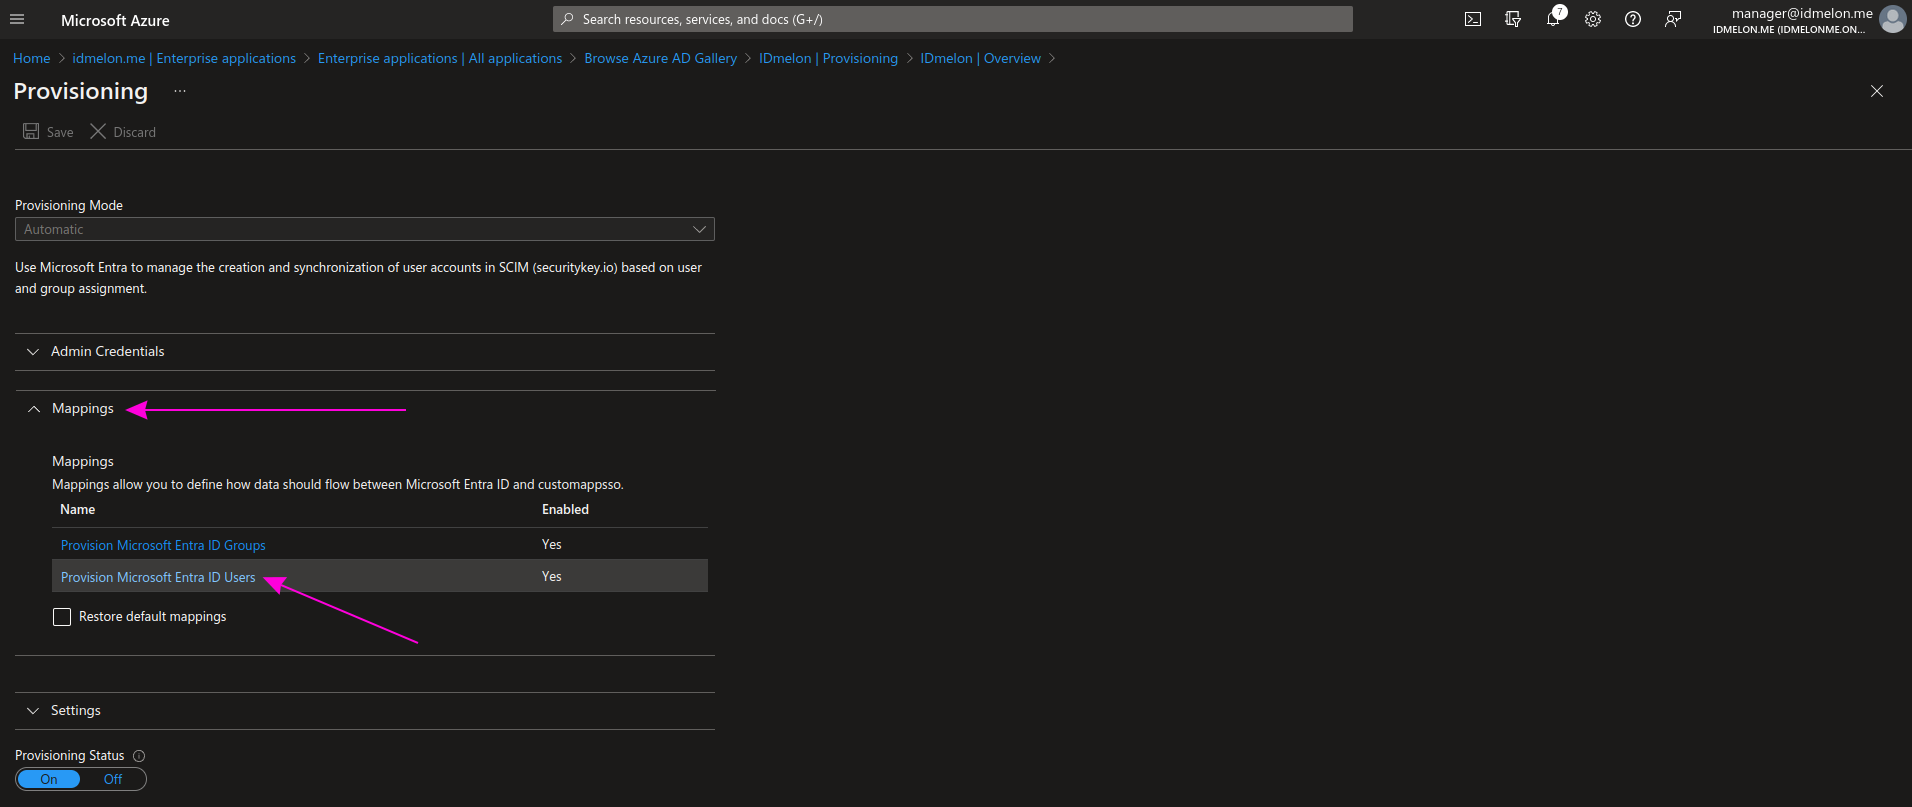 Microsoft Azure
Search resources, services, and docs (G+/)
7
manager@idmelon.me
IDMELON.ME (IDMELONME.ON...
Home > idmelon.me | Enterprise applications > Enterprise applications | All applications > Browse Azure AD Gallery > IDmelon | Provisioning > IDmelon | Overview >
Provisioning ...
Save Discard
Provisioning Mode
Automatic
Use Microsoft Entra to manage the creation and synchronization of user accounts in SCIM (securitykey.io) based on user
and group assignment.
Admin Credentials
Mappings
Mappings
Mappings allow you to define how data should flow between Microsoft Entra ID and customappsso.
Name Enabled
Provision Microsoft Entra ID Groups Yes
Provision Microsoft Entra ID Users Yes
Restore default mappings
Settings
Provisioning Status
On Off